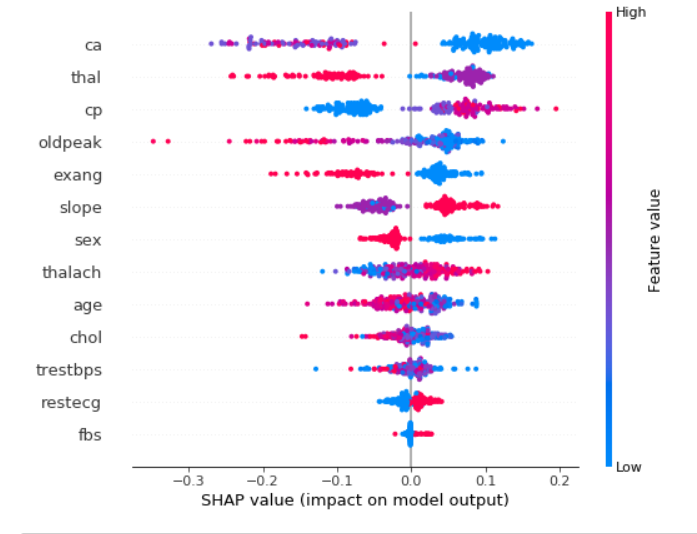 High
ca
thal
cp
oldpeak
exang
slope
sex
thalach
age
chol
trestbps
restecg
fbs
Feature value
Low
−0.3 −0.2 −0.1 0.0 0.1 0.2
SHAP value (impact on model output)